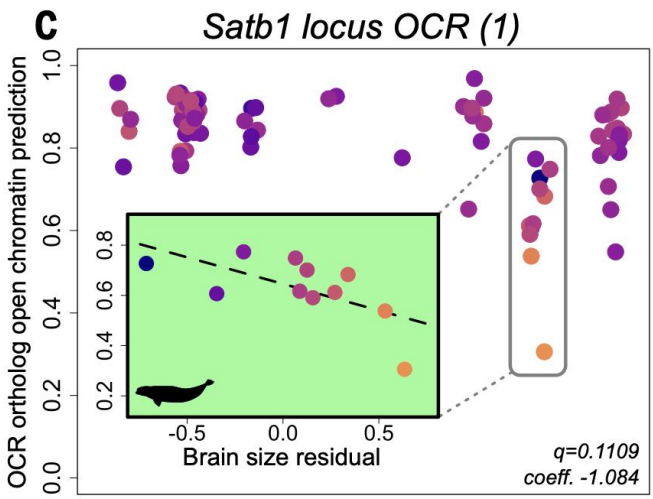 C
Satb1 locus OCR (1)
OCR ortholog open chromatin prediction
1.0
0.8
0.6
0.4
0.2
0.0
0.8
0.6
0.4
0.2
-0.5 0.0 0.5
Brain size residual
q=0.1109
coeff. -1.084